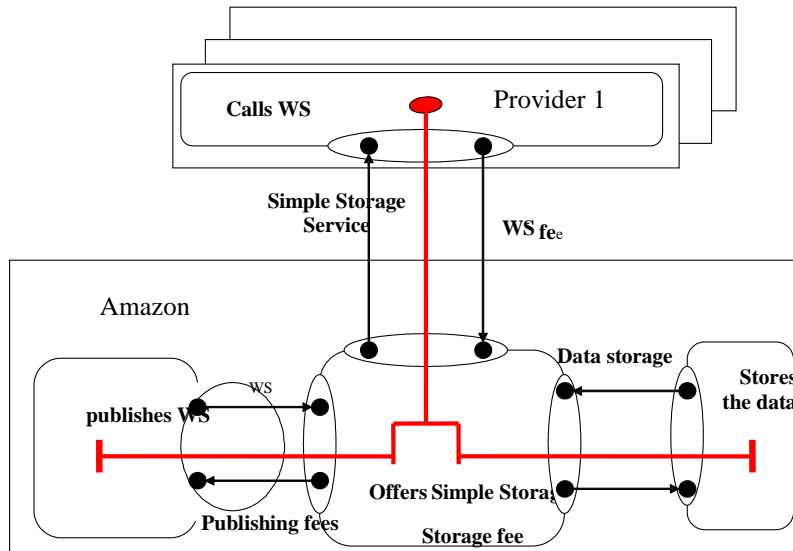 Provider 1
Calls WS
Simple Storage
Service
WS fee
Amazon
Data storage
Stores
the data
WS
publishes WS
Offers Simple Storag
Publishing fees
Storage fee